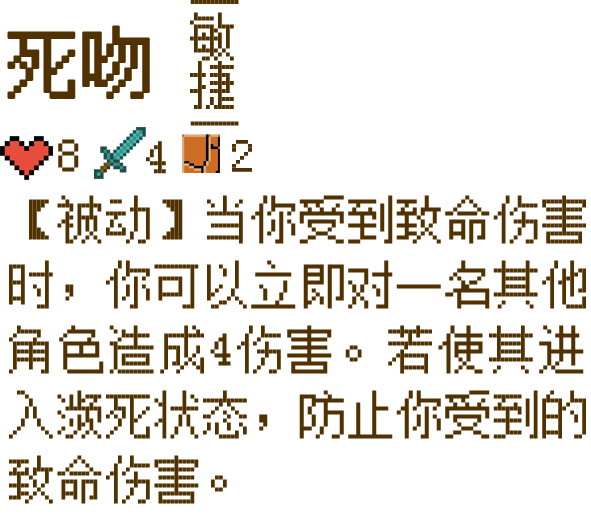 死吻 敏捷
8 4 2
【被动】当你受到致命伤害
时，你可以立即对一名其他
角色造成4伤害。若使其进
入濒死状态，防止你受到的
致命伤害。